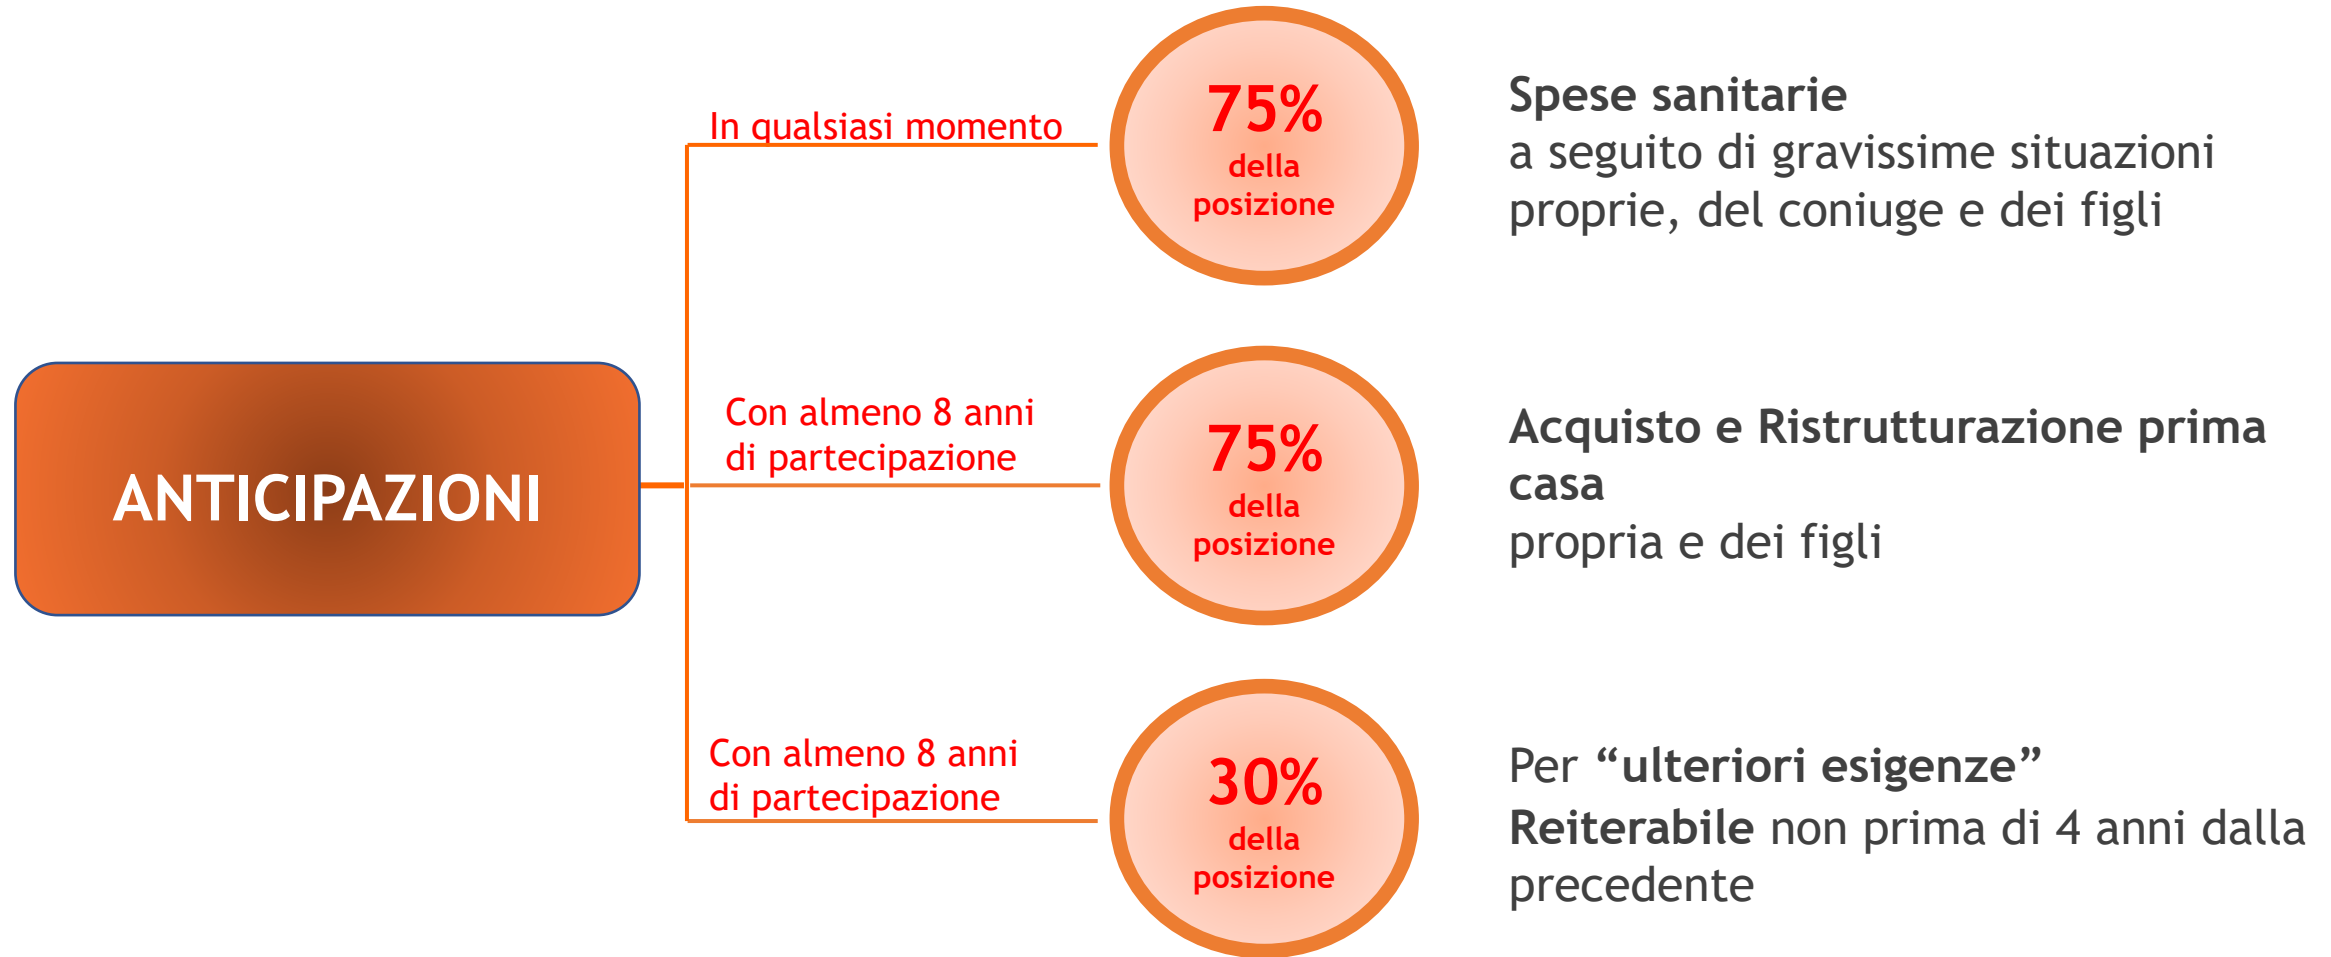 ANTICIPAZIONI
In qualsiasi momento
75%
della
posizione
Spese sanitarie
a seguito di gravissime situazioni
proprie, del coniuge e dei figli
Con almeno 8 anni
di partecipazione
75%
della
posizione
Acquisto e Ristrutturazione prima
casa
propria e dei figli
Con almeno 8 anni
di partecipazione
30%
della
posizione
Per “ulteriori esigenze”
Reiterabile non prima di 4 anni dalla
precedente